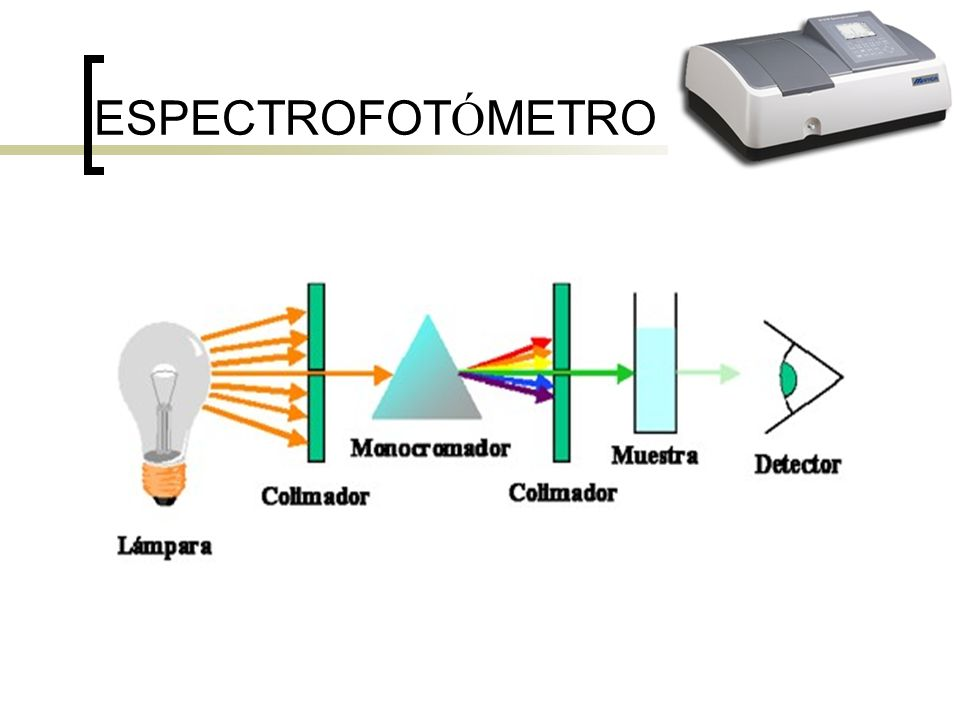 ESPECTROFOTÓMETRO
Lámpara
Colimador
Monocromador
Colimador
Muestra
Detector